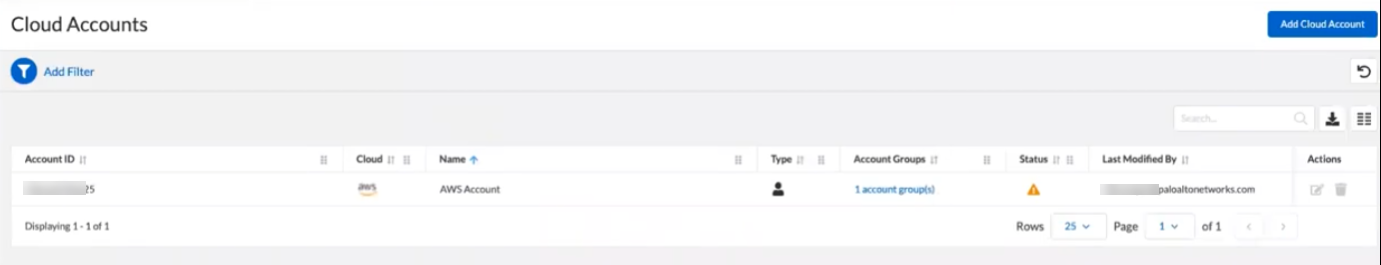 Cloud Accounts
Add Cloud Account
Add Filter
Search...
Account ID Cloud Name Type Account Groups Status Last Modified By Actions
25 aws AWS Account 1 account group(s) paloaltonetworks.com
Displaying 1 - 1 of 1 Rows 25 Page 1 of 1